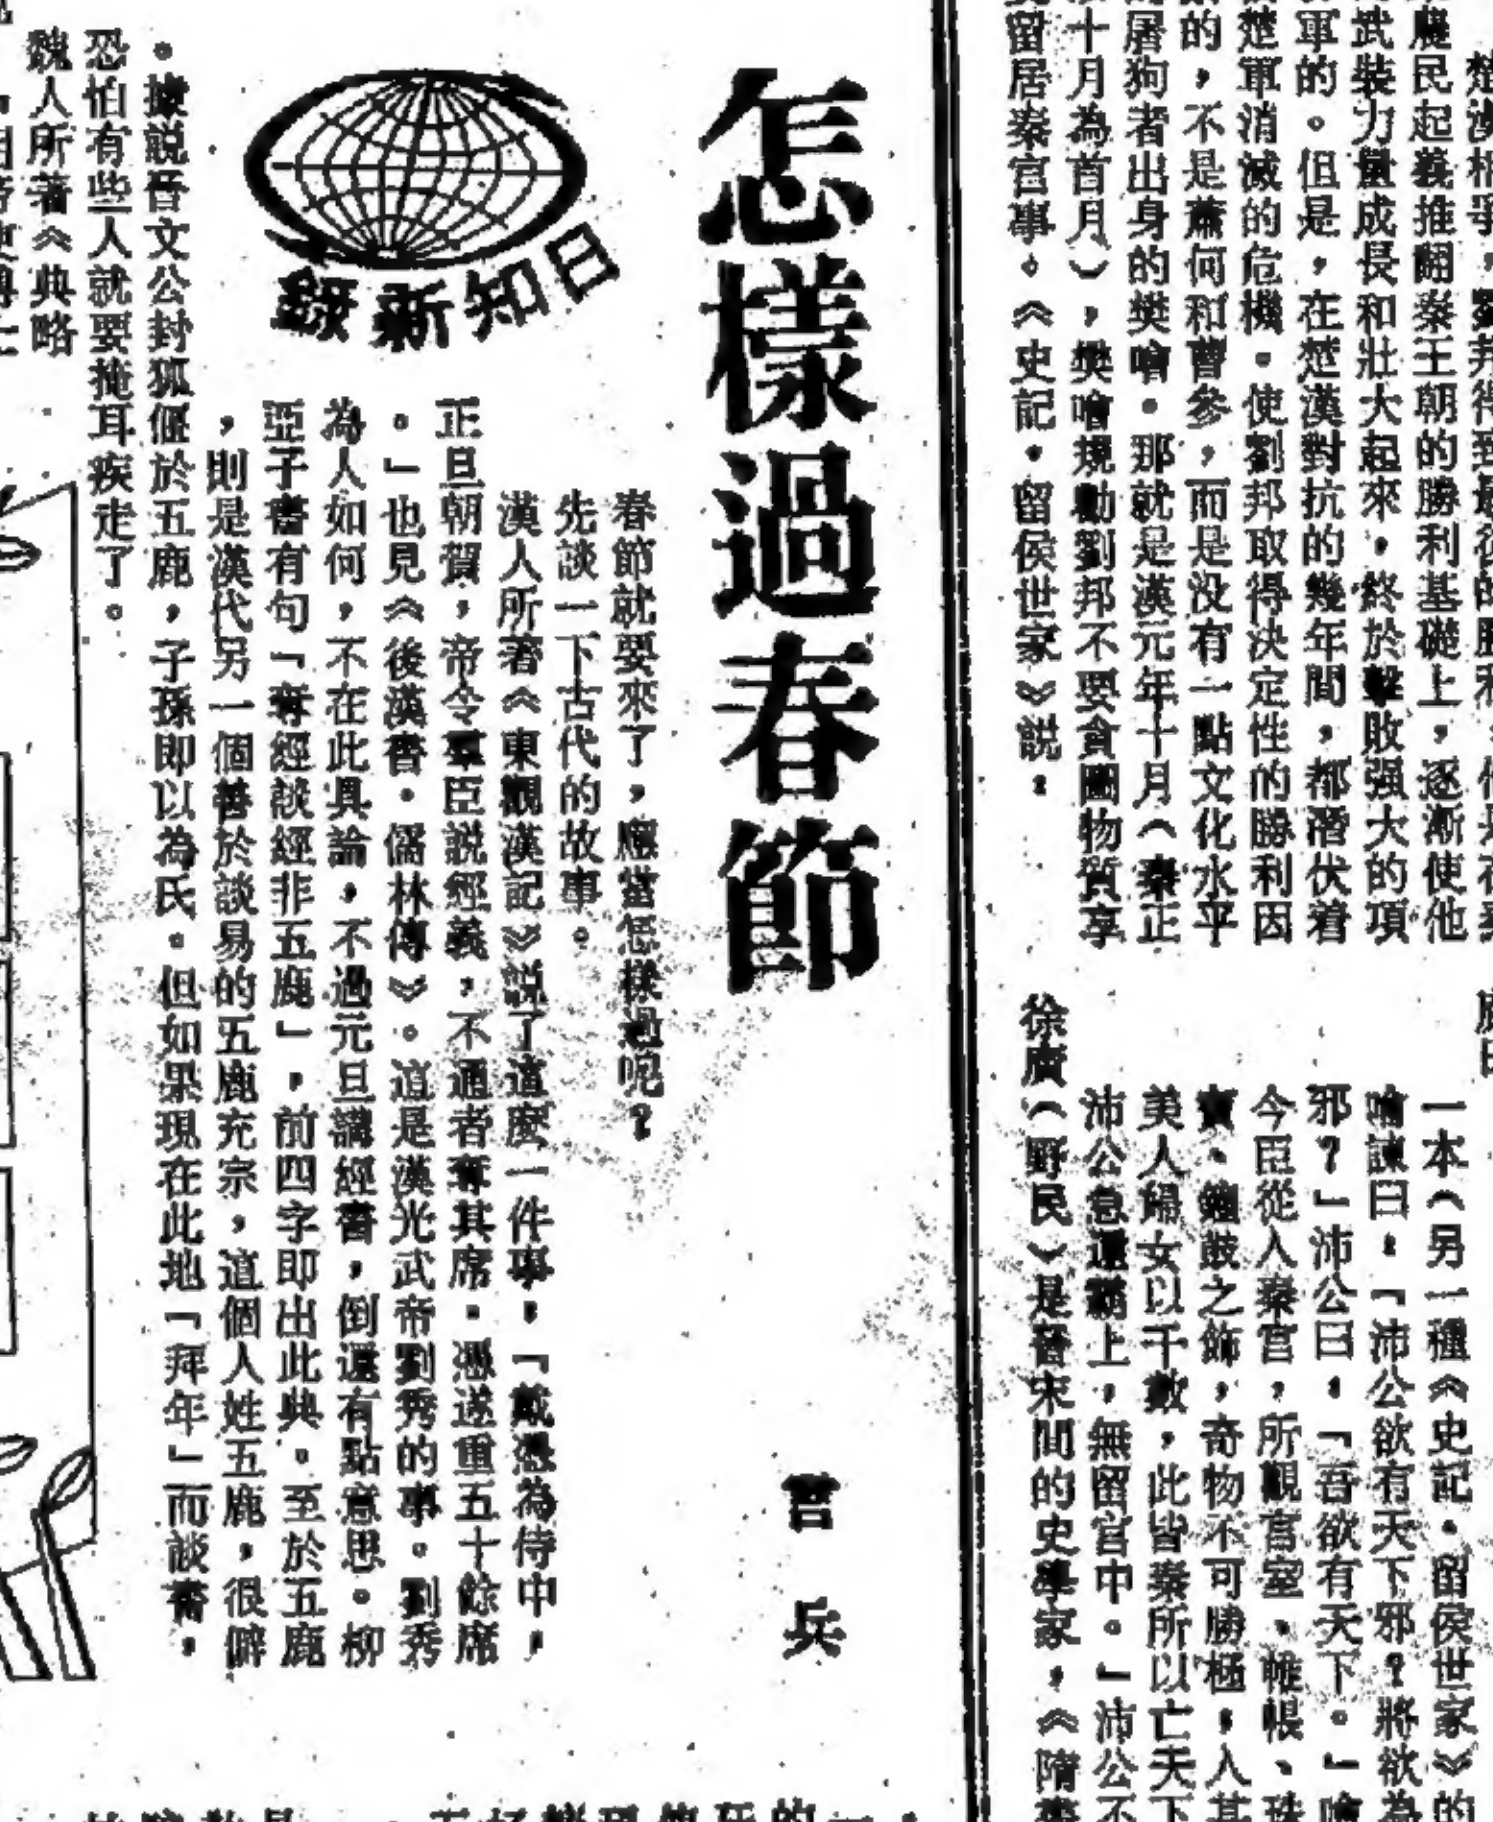 農民起義推翻秦王朝的勝利基礎上，逐漸使他
武裝力量成長和壯大起來，終於擊敗强大的項
軍的。但是，在楚漢對抗的幾年間，都潛伏着
楚軍消滅的危機。使劉邦取得決定性的勝利因
的，不是蕭何和曹參，而是没有一點文化水平
屠狗者出身的樊噲。那就是漢元年十月（秦正
十月為首月），樊噲規勸劉邦不要貪圖物質享
留居秦宫事。《史記·留侯世家》説：
一本（另一種《史記·留侯世家》的
噲諫曰：「沛公欲有天下邪？將欲為
邪？」沛公曰：「吾欲有天下。」噲
今臣從入秦宫，所觀宫室、帷帳、珠
寶、鐘鼓之飾，奇物不可勝極，入其
美人婦女以千數，此皆秦所以亡天下
沛公急還霸上，無留宫中。」沛公不
徐廣（野民）是晉宋間的史學家，《隋
怎樣過春節
官兵
日知新錄
春節就要來了，應當怎樣過呢？
先談一下古代的故事。
漢人所著《東觀漢記》説了這麼一件事：「戴憑為侍中，
正旦朝賀，帝令羣臣説經義，不通者奪其席。憑遂重五十餘席
。」也見《後漢書·儒林傳》。這是漢光武帝劉秀的事。劉秀
為人如何，不在此具論，不過元旦講經書，倒還有點意思。柳
亞子書有句「奪經談經非五鹿」，前四字即出此典。至於五鹿
，則是漢代另一個善於談易的五鹿充宗，這個人姓五鹿，很僻
。據説晉文公封狐偃於五鹿，子孫即以為氏。但如果現在此地「拜年」而談書，
恐怕有些人就要掩耳疾走了。
魏人所著《典略